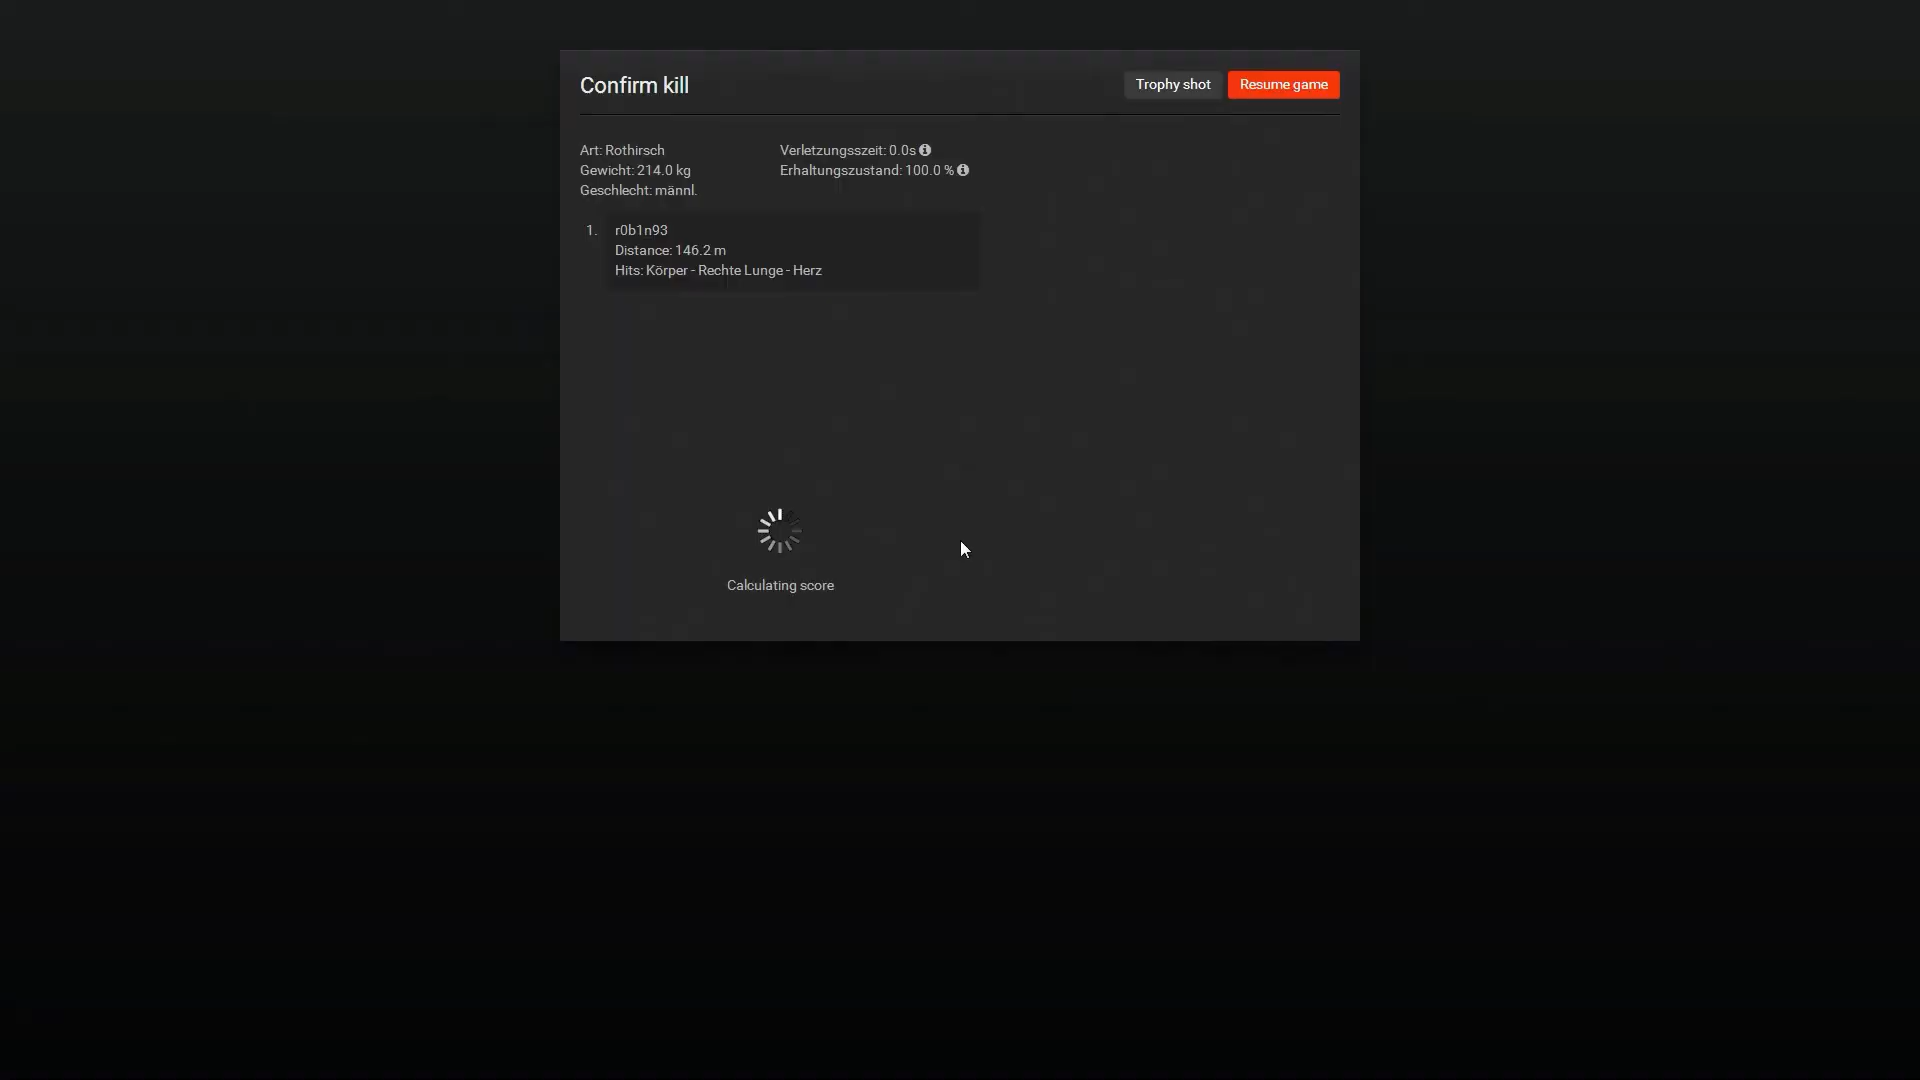 Confirm kill
Trophy shot
Resume game
Art: Rothirsch
Gewicht: 214.0 kg
Geschlecht: männl.
Verletzungsszeit: 0.0s
Erhaltungszustand: 100.0 %
1.
r0b1n93
Distance: 146.2 m
Hits: Körper - Rechte Lunge - Herz
Calculating score